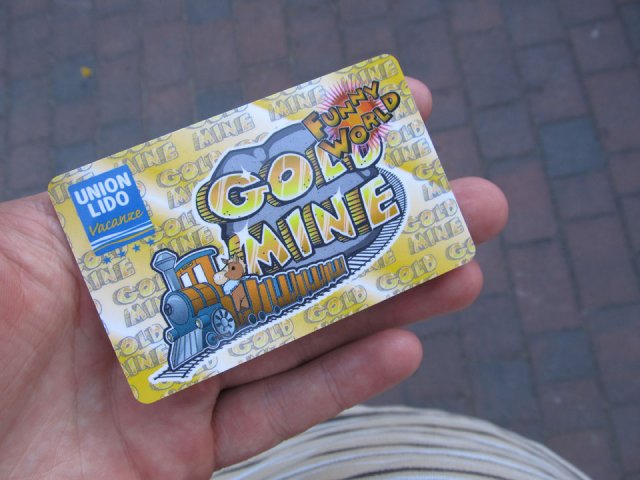 UNION
LIDO
Vacanze
FUNNY
WORLD
GOLD
MINE